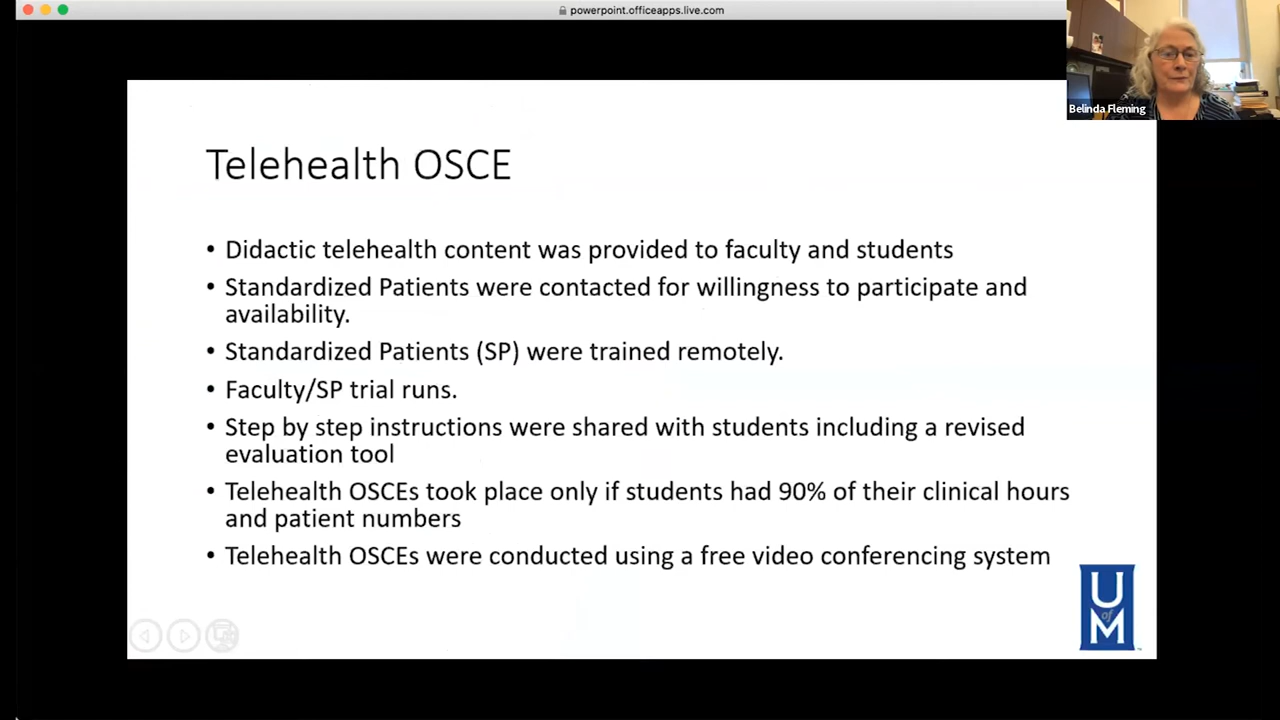 powerpoint.officeapps.live.com
Belinda Fleming
Telehealth OSCE
• Didactic telehealth content was provided to faculty and students
• Standardized Patients were contacted for willingness to participate and
availability.
• Standardized Patients (SP) were trained remotely.
• Faculty/SP trial runs.
• Step by step instructions were shared with students including a revised
evaluation tool
• Telehealth OSCEs took place only if students had 90% of their clinical hours
and patient numbers
• Telehealth OSCEs were conducted using a free video conferencing system
U
of
M